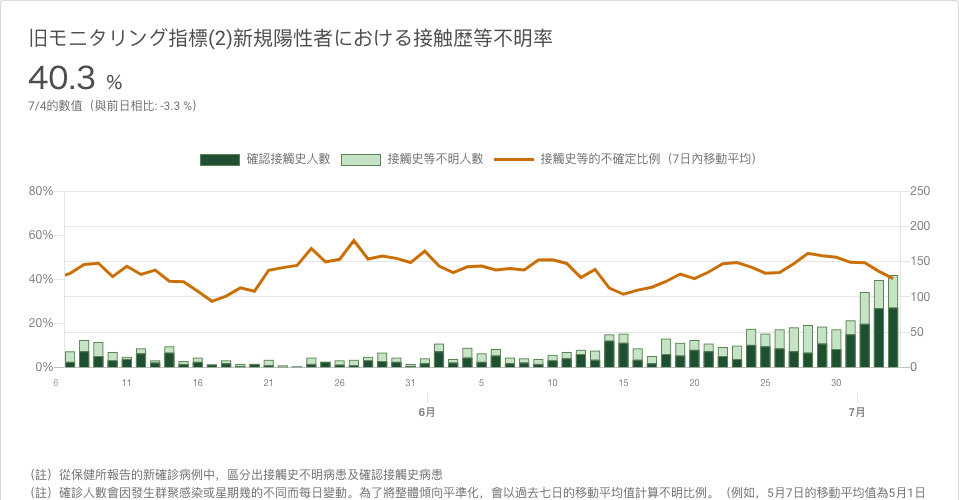 旧モニタリング指標(2)新規陽性者における接触歴等不明率
40.3 %
7/4的數值（與前日相比: -3.3 %）
確認接觸史人數 接觸史等不明人數 接觸史等的不確定比例（7日內移動平均）
80% 250
200
60%
150
40%
100
20%
50
0% 0
6 11 16 21 26 31 5 10 15 20 25 30
6月 7月
（註）從保健所報告的新確診病例中，區分出接觸史不明病患及確認接觸史病患
（註）確診人數會因發生群聚感染或星期幾的不同而每日變動。為了將整體傾向平準化，會以過去七日的移動平均值計算不明比例。（例如，5月7日的移動平均值為5月1日